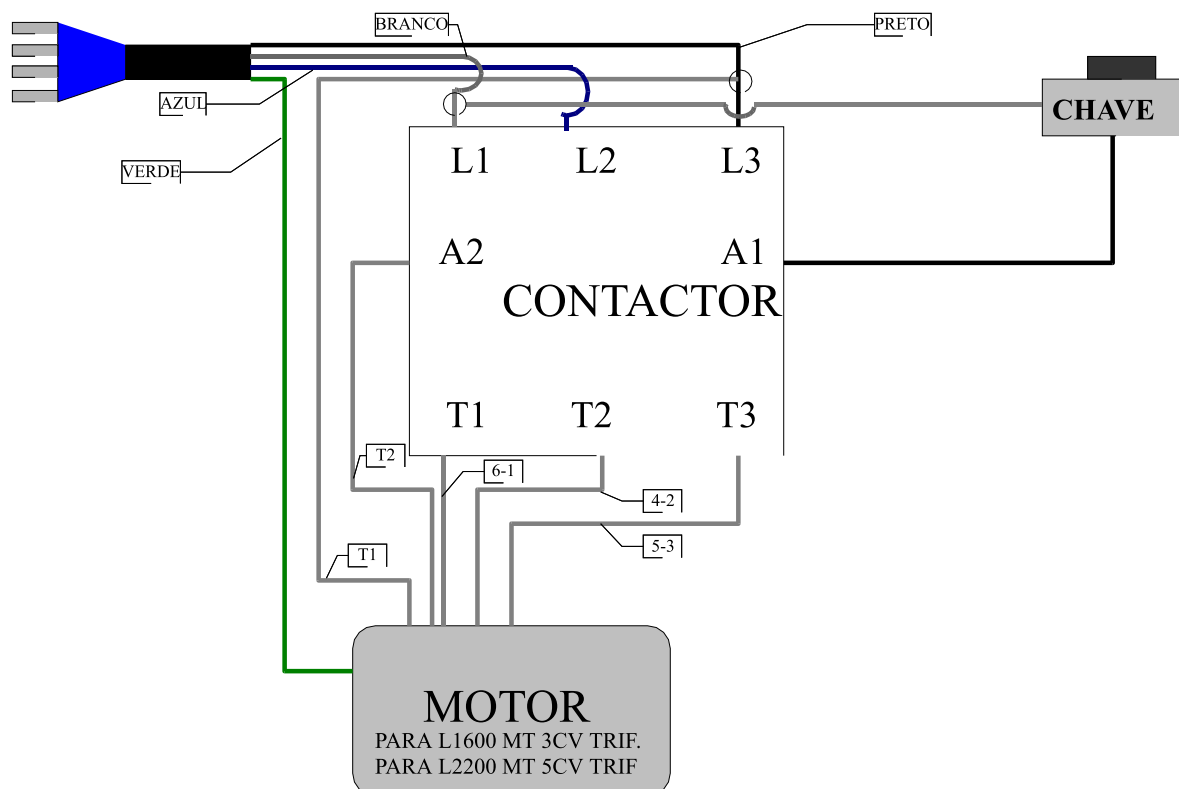 BRANCO
PRETO
AZUL
CHAVE
VERDE
L1 L2 L3
A2 A1
CONTACTOR
T1 T2 T3
T2
6-1
4-2
5-3
T1
MOTOR
PARA L1600 MT 3CV TRIF.
PARA L2200 MT 5CV TRIF